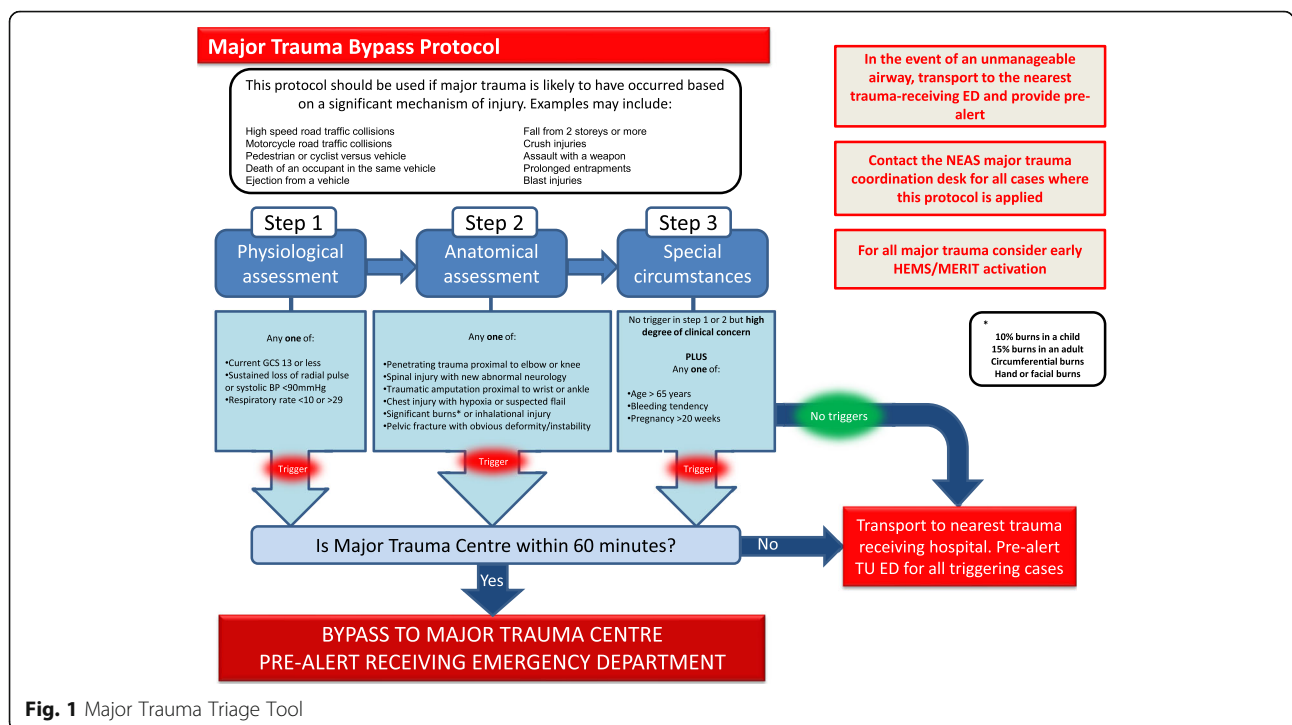 Major Trauma Bypass Protocol
This protocol should be used if major trauma is likely to have occurred based
on a significant mechanism of injury. Examples may include:
High speed road traffic collisions
Motorcycle road traffic collisions
Pedestrian or cyclist versus vehicle
Death of an occupant in the same vehicle
Ejection from a vehicle
Fall from 2 storeys or more
Crush injuries
Assault with a weapon
Prolonged entrapments
Blast injuries
In the event of an unmanageable
airway, transport to the nearest
trauma-receiving ED and provide pre-
alert
Contact the NEAS major trauma
coordination desk for all cases where
this protocol is applied
For all major trauma consider early
HEMS/MERIT activation
*
10% burns in a child
15% burns in an adult
Circumferential burns
Hand or facial burns
Step 1
Physiological
assessment
Any one of:
•Current GCS 13 or less
•Sustained loss of radial pulse
or systolic BP <90mmHg
•Respiratory rate <10 or >29
Trigger
Step 2
Anatomical
assessment
Any one of:
•Penetrating trauma proximal to elbow or knee
•Spinal injury with new abnormal neurology
•Traumatic amputation proximal to wrist or ankle
•Chest injury with hypoxia or suspected flail
•Significant burns* or inhalational injury
•Pelvic fracture with obvious deformity/instability
Trigger
Step 3
Special
circumstances
No trigger in step 1 or 2 but high
degree of clinical concern
PLUS
Any one of:
•Age > 65 years
•Bleeding tendency
•Pregnancy >20 weeks
Trigger
No triggers
Is Major Trauma Centre within 60 minutes?
No
Transport to nearest trauma
receiving hospital. Pre-alert
TU ED for all triggering cases
Yes
BYPASS TO MAJOR TRAUMA CENTRE
PRE-ALERT RECEIVING EMERGENCY DEPARTMENT
Fig. 1 Major Trauma Triage Tool